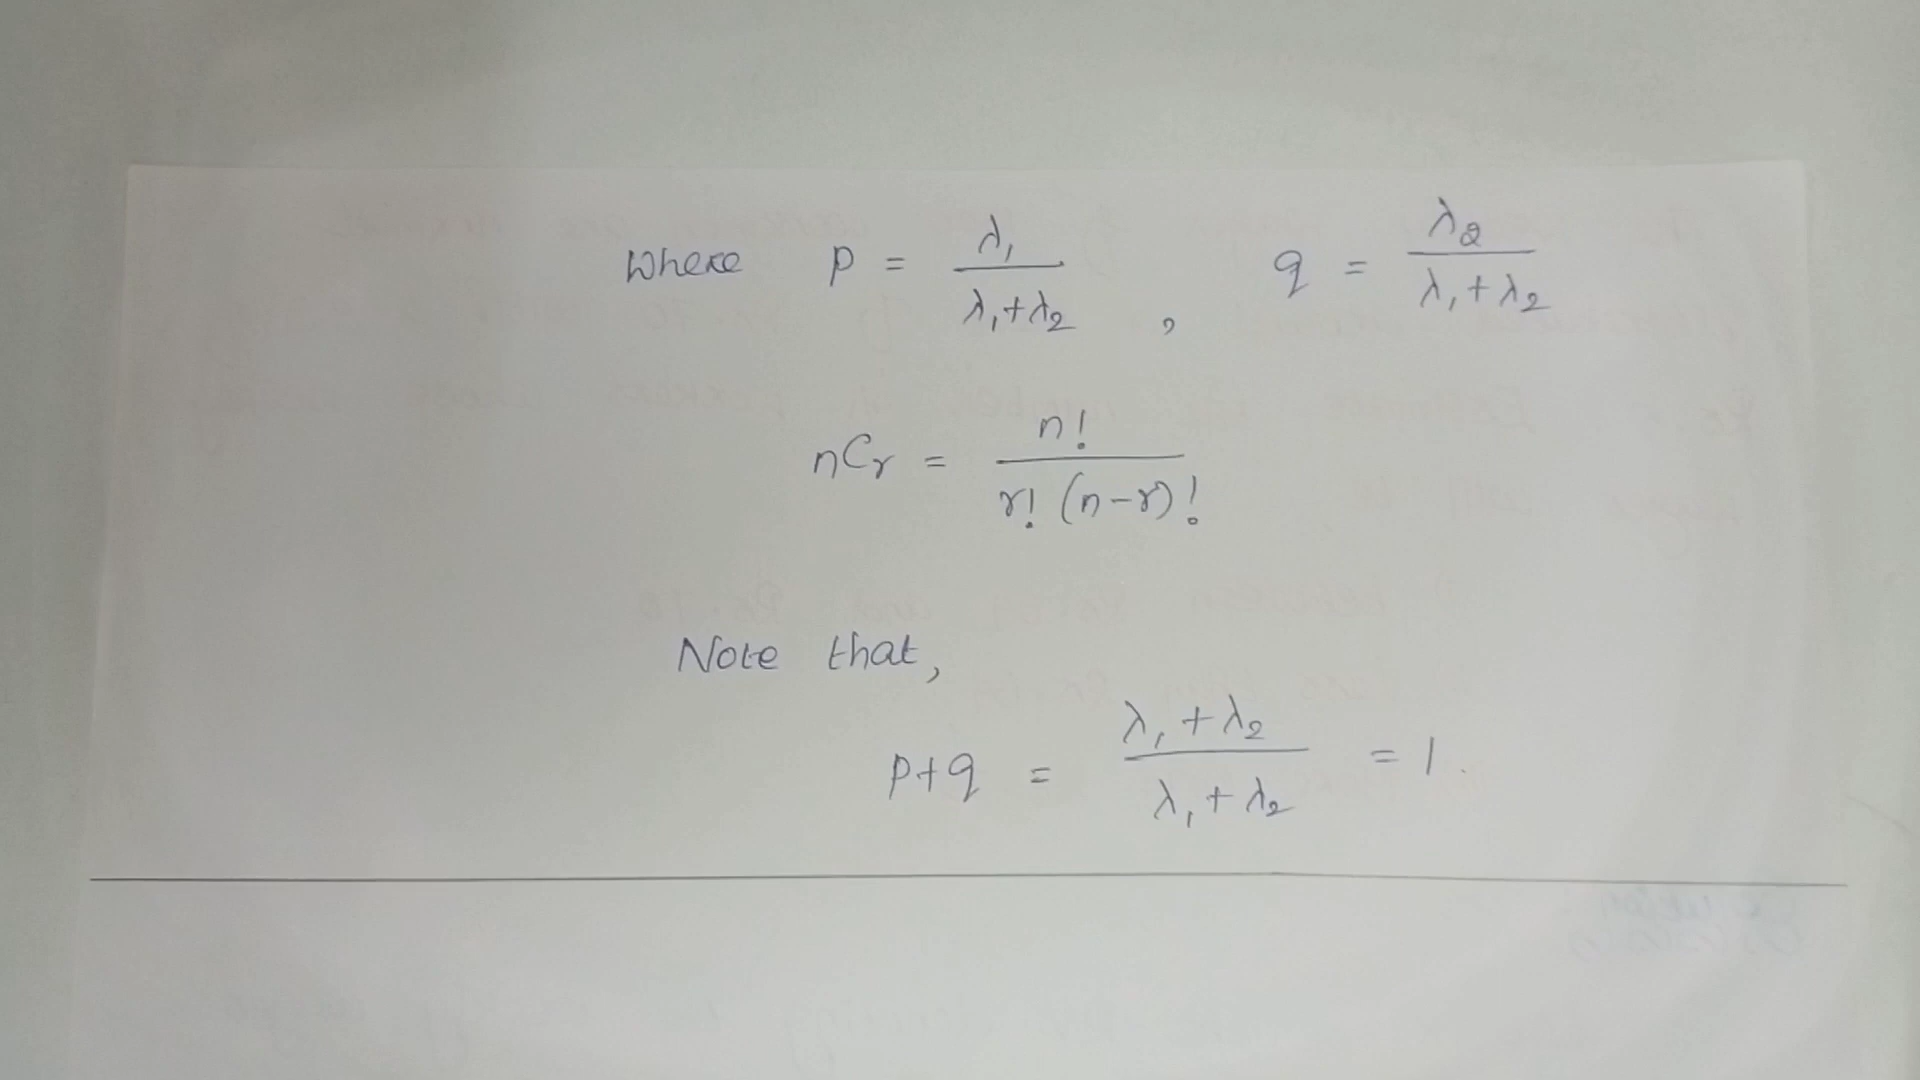 Where p = λ₁ / (λ₁+λ₂) , q = λ₂ / (λ₁+λ₂)
nCr = n! / (r! (n-r)!)
Note that,
p+q = (λ₁+λ₂) / (λ₁+λ₂) = 1.